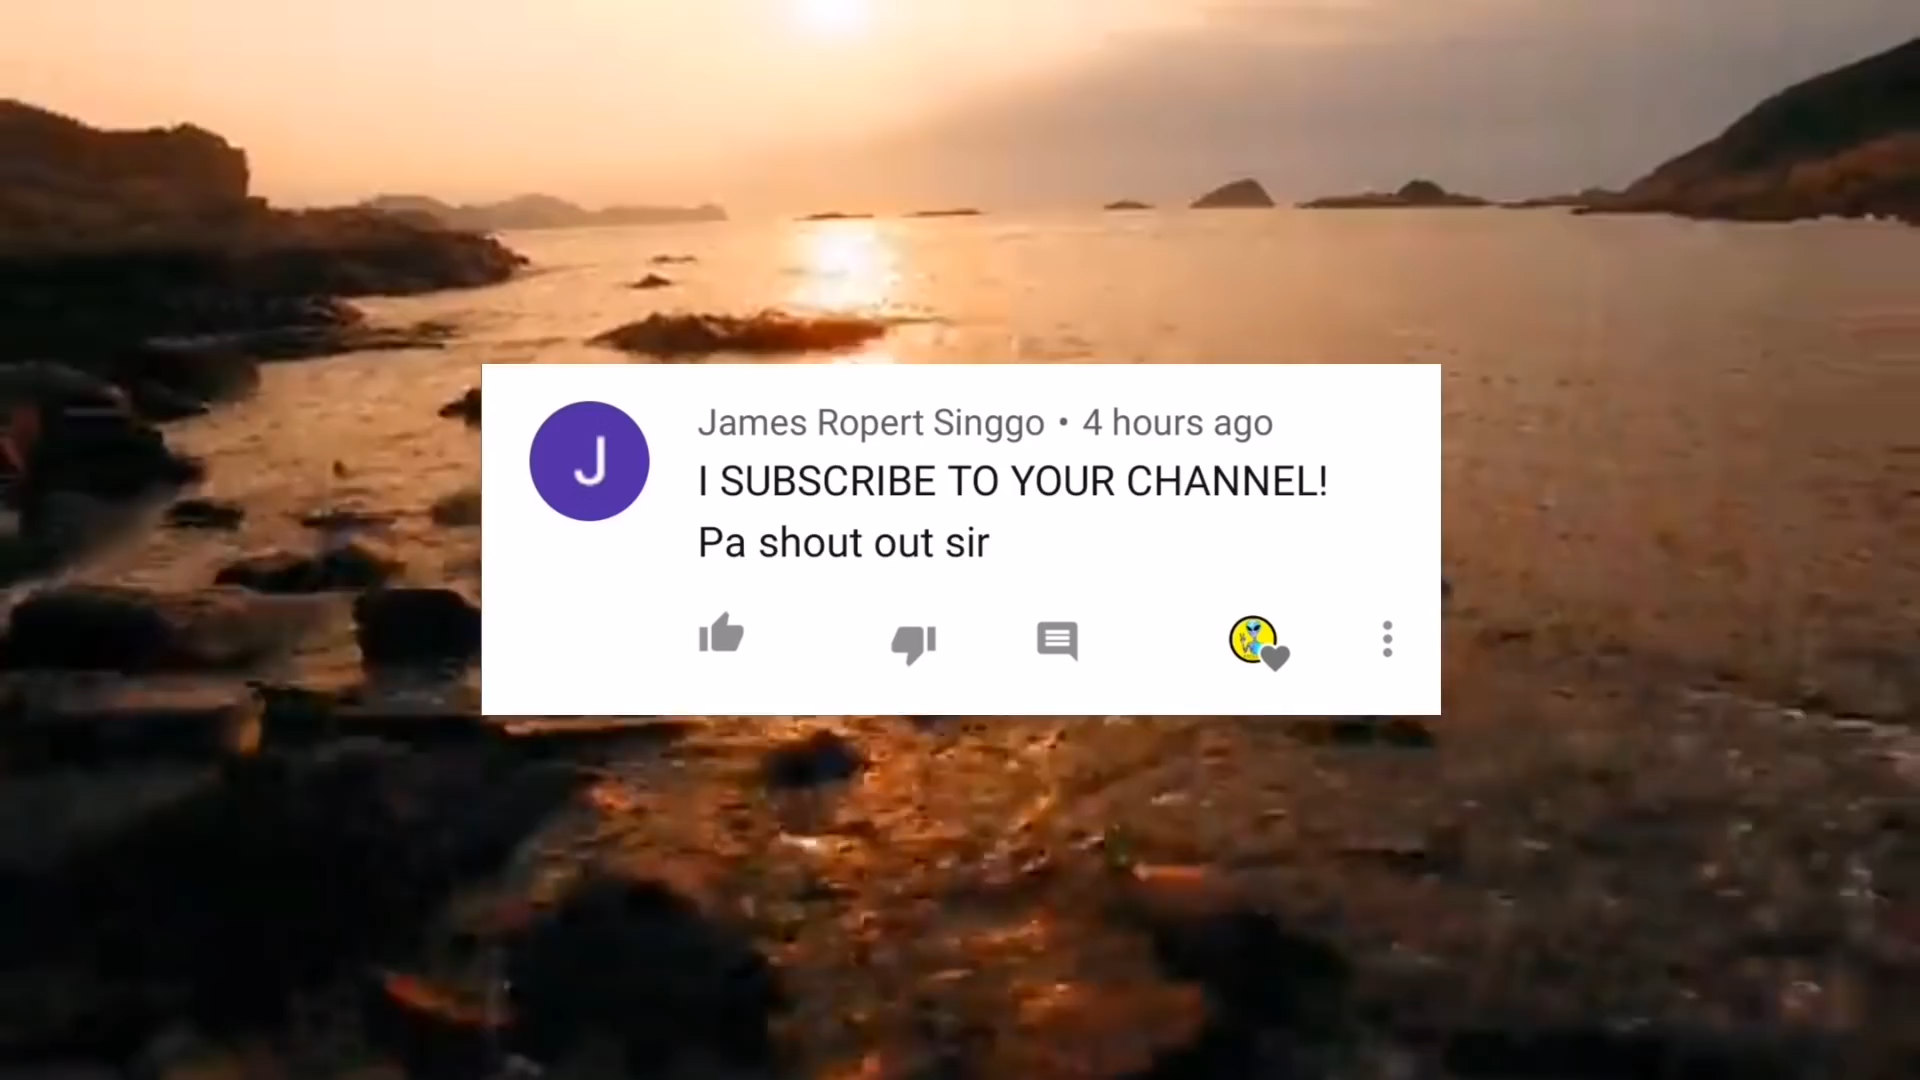 J
James Ropert Singgo • 4 hours ago
I SUBSCRIBE TO YOUR CHANNEL!
Pa shout out sir